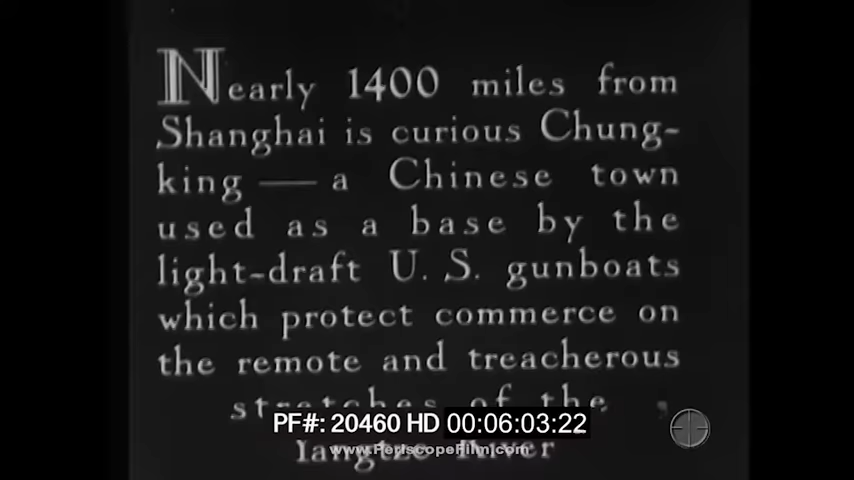 Nearly 1400 miles from
Shanghai is curious Chung-
king — a Chinese town
used as a base by the
light-draft U. S. gunboats
which protect commerce on
the remote and treacherous
stretches of the
PF#: 20460 HD 00:06:03:22
Yangtze River
www.PeriscopeFilm.com